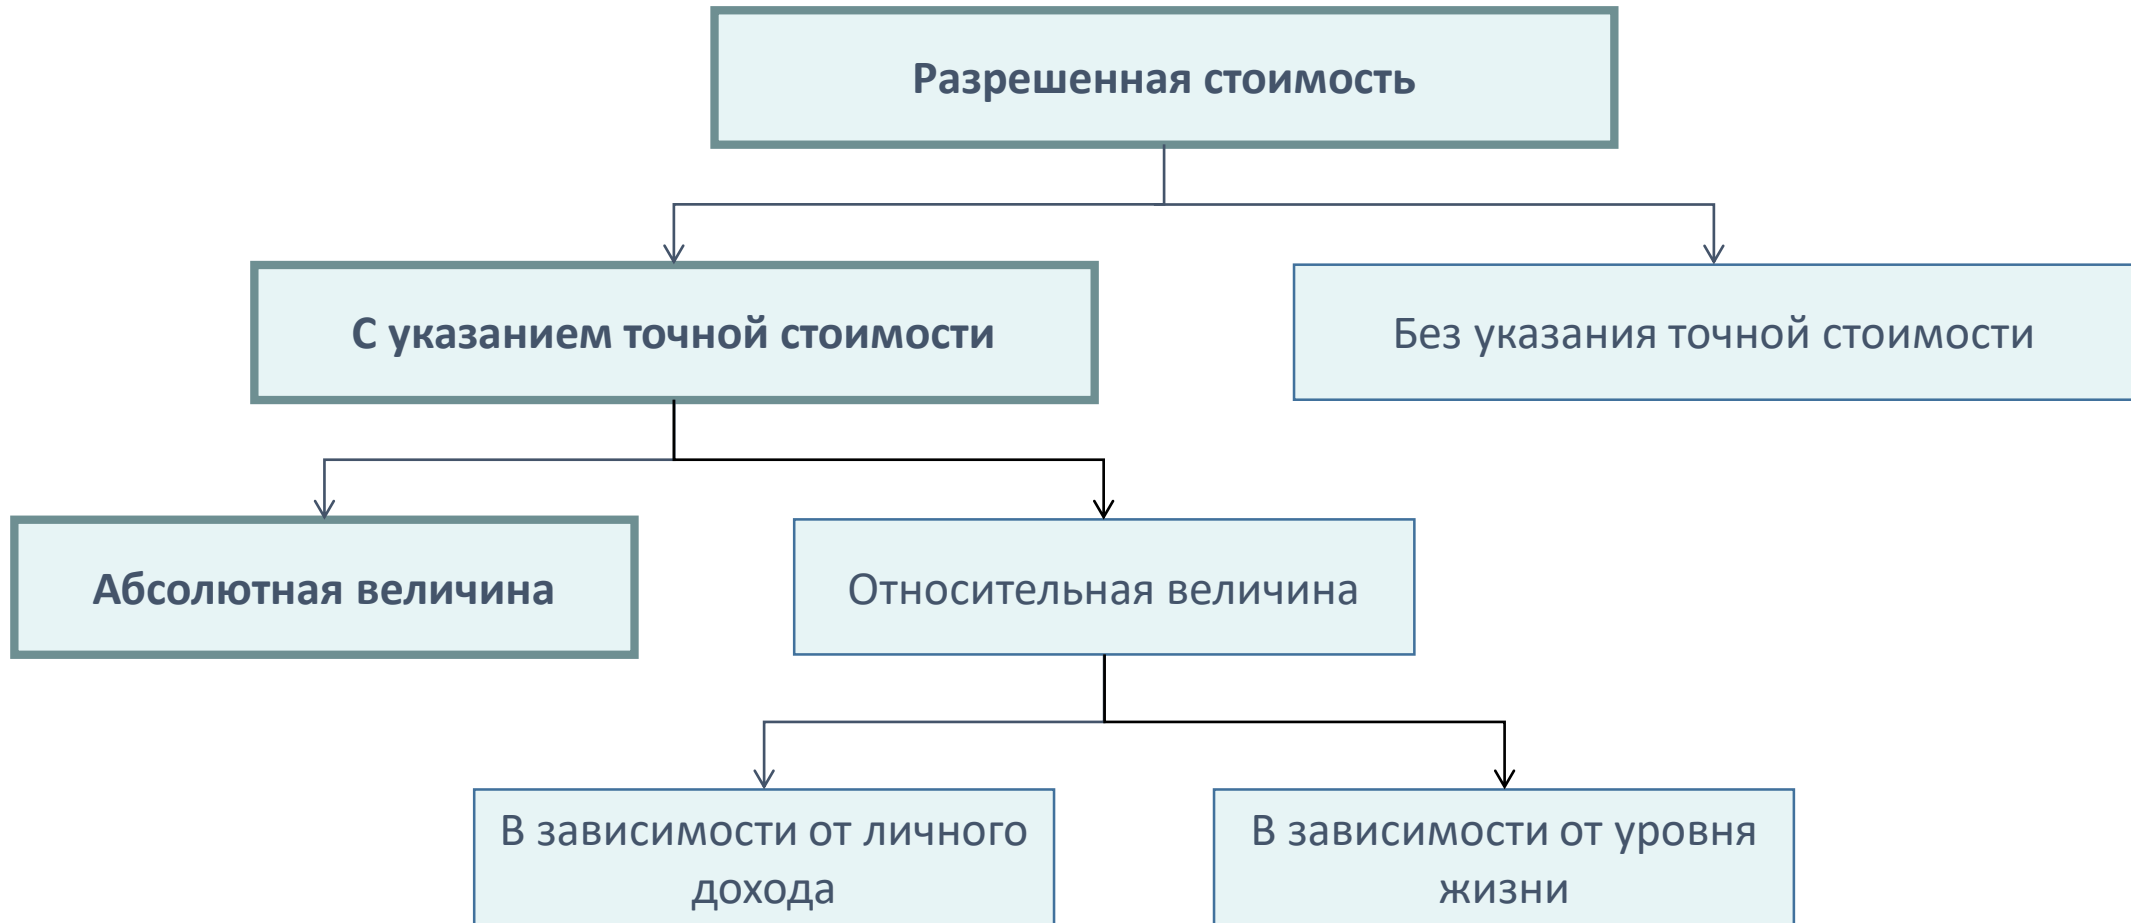 Разрешенная стоимость
С указанием точной стоимости
Без указания точной стоимости
Абсолютная величина
Относительная величина
В зависимости от личного
дохода
В зависимости от уровня
жизни